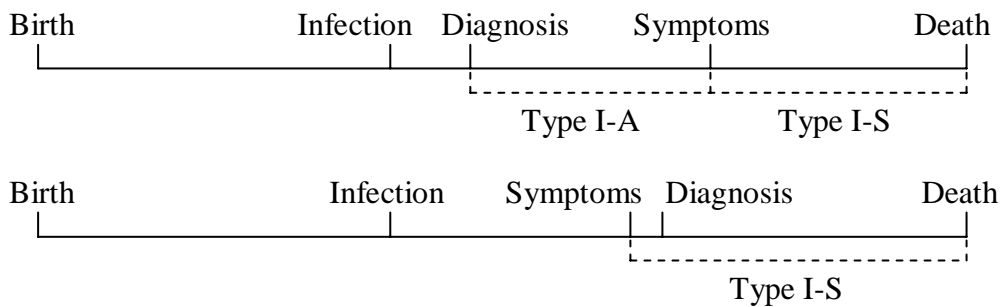 Birth Infection Diagnosis Symptoms Death
Type I-A Type I-S
Birth Infection Symptoms Diagnosis Death
Type I-S